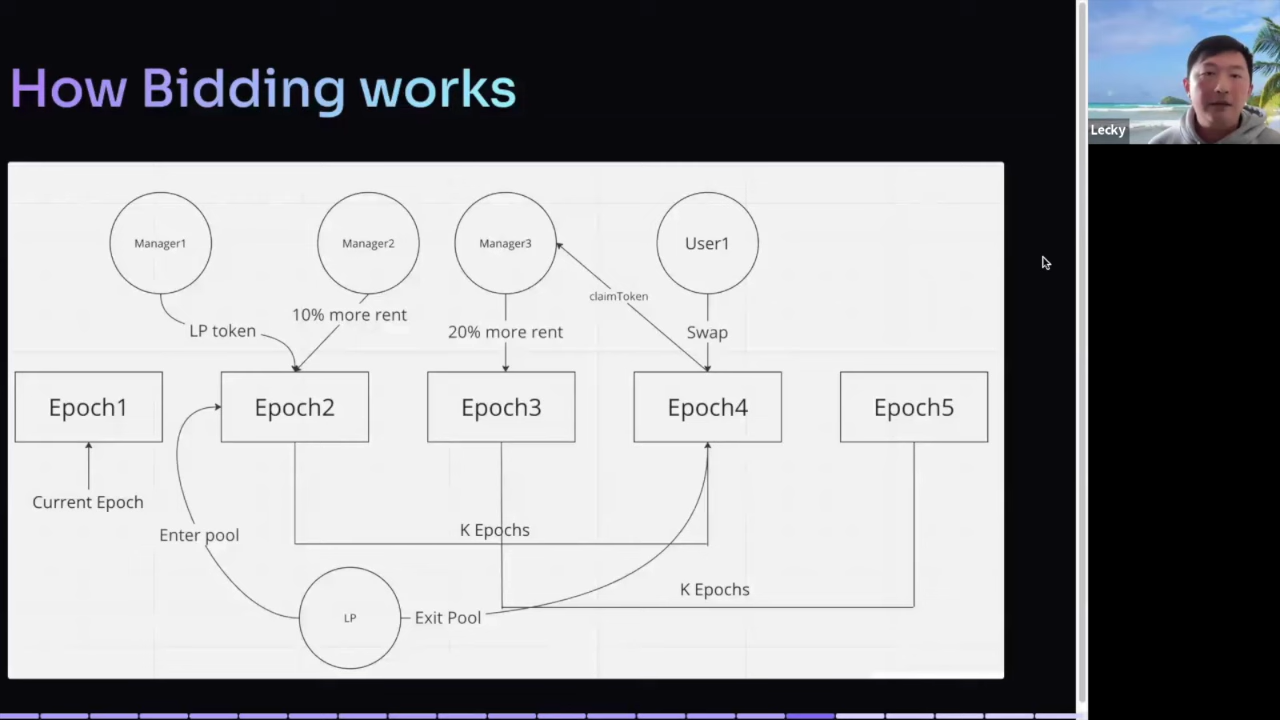 How Bidding works
Lecky
Manager1
Manager2
Manager3
User1
claimToken
10% more rent
LP token
20% more rent
Swap
Epoch1
Epoch2
Epoch3
Epoch4
Epoch5
Current Epoch
K Epochs
Enter pool
K Epochs
LP
Exit Pool